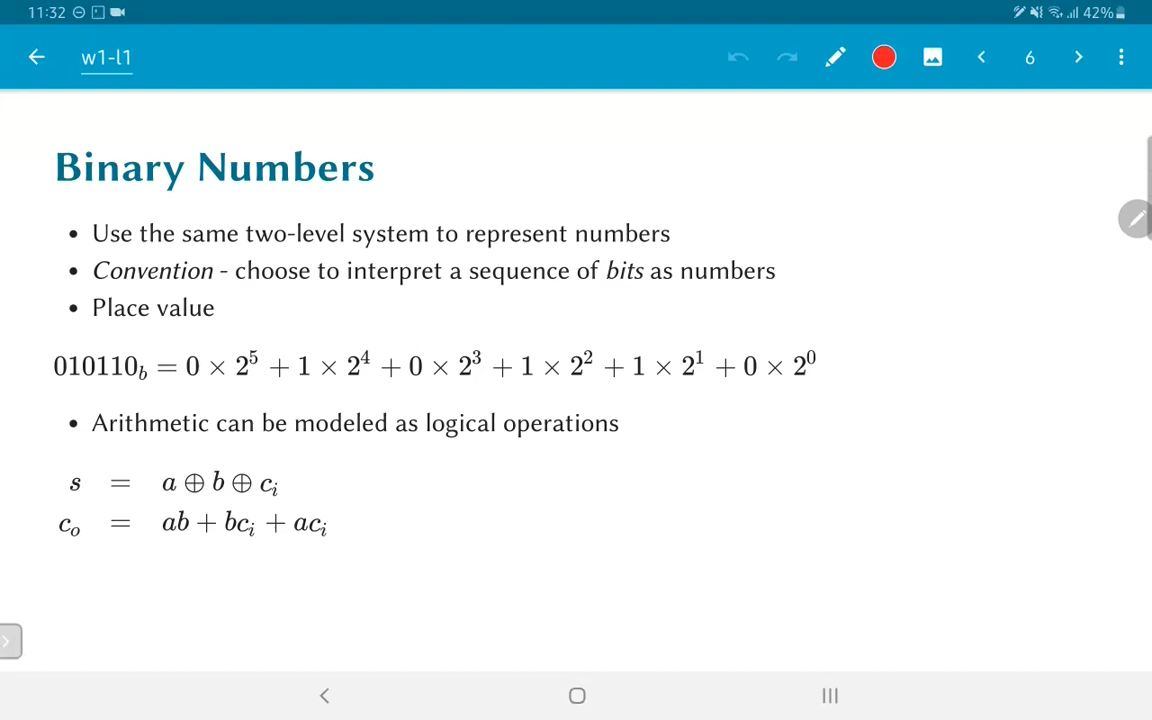 11:32 42%
w1-l1 6
Binary Numbers
• Use the same two-level system to represent numbers
• Convention - choose to interpret a sequence of bits as numbers
• Place value
010110_b = 0 × 2^5 + 1 × 2^4 + 0 × 2^3 + 1 × 2^2 + 1 × 2^1 + 0 × 2^0
• Arithmetic can be modeled as logical operations
s = a ⊕ b ⊕ c_i
c_o = ab + bc_i + ac_i